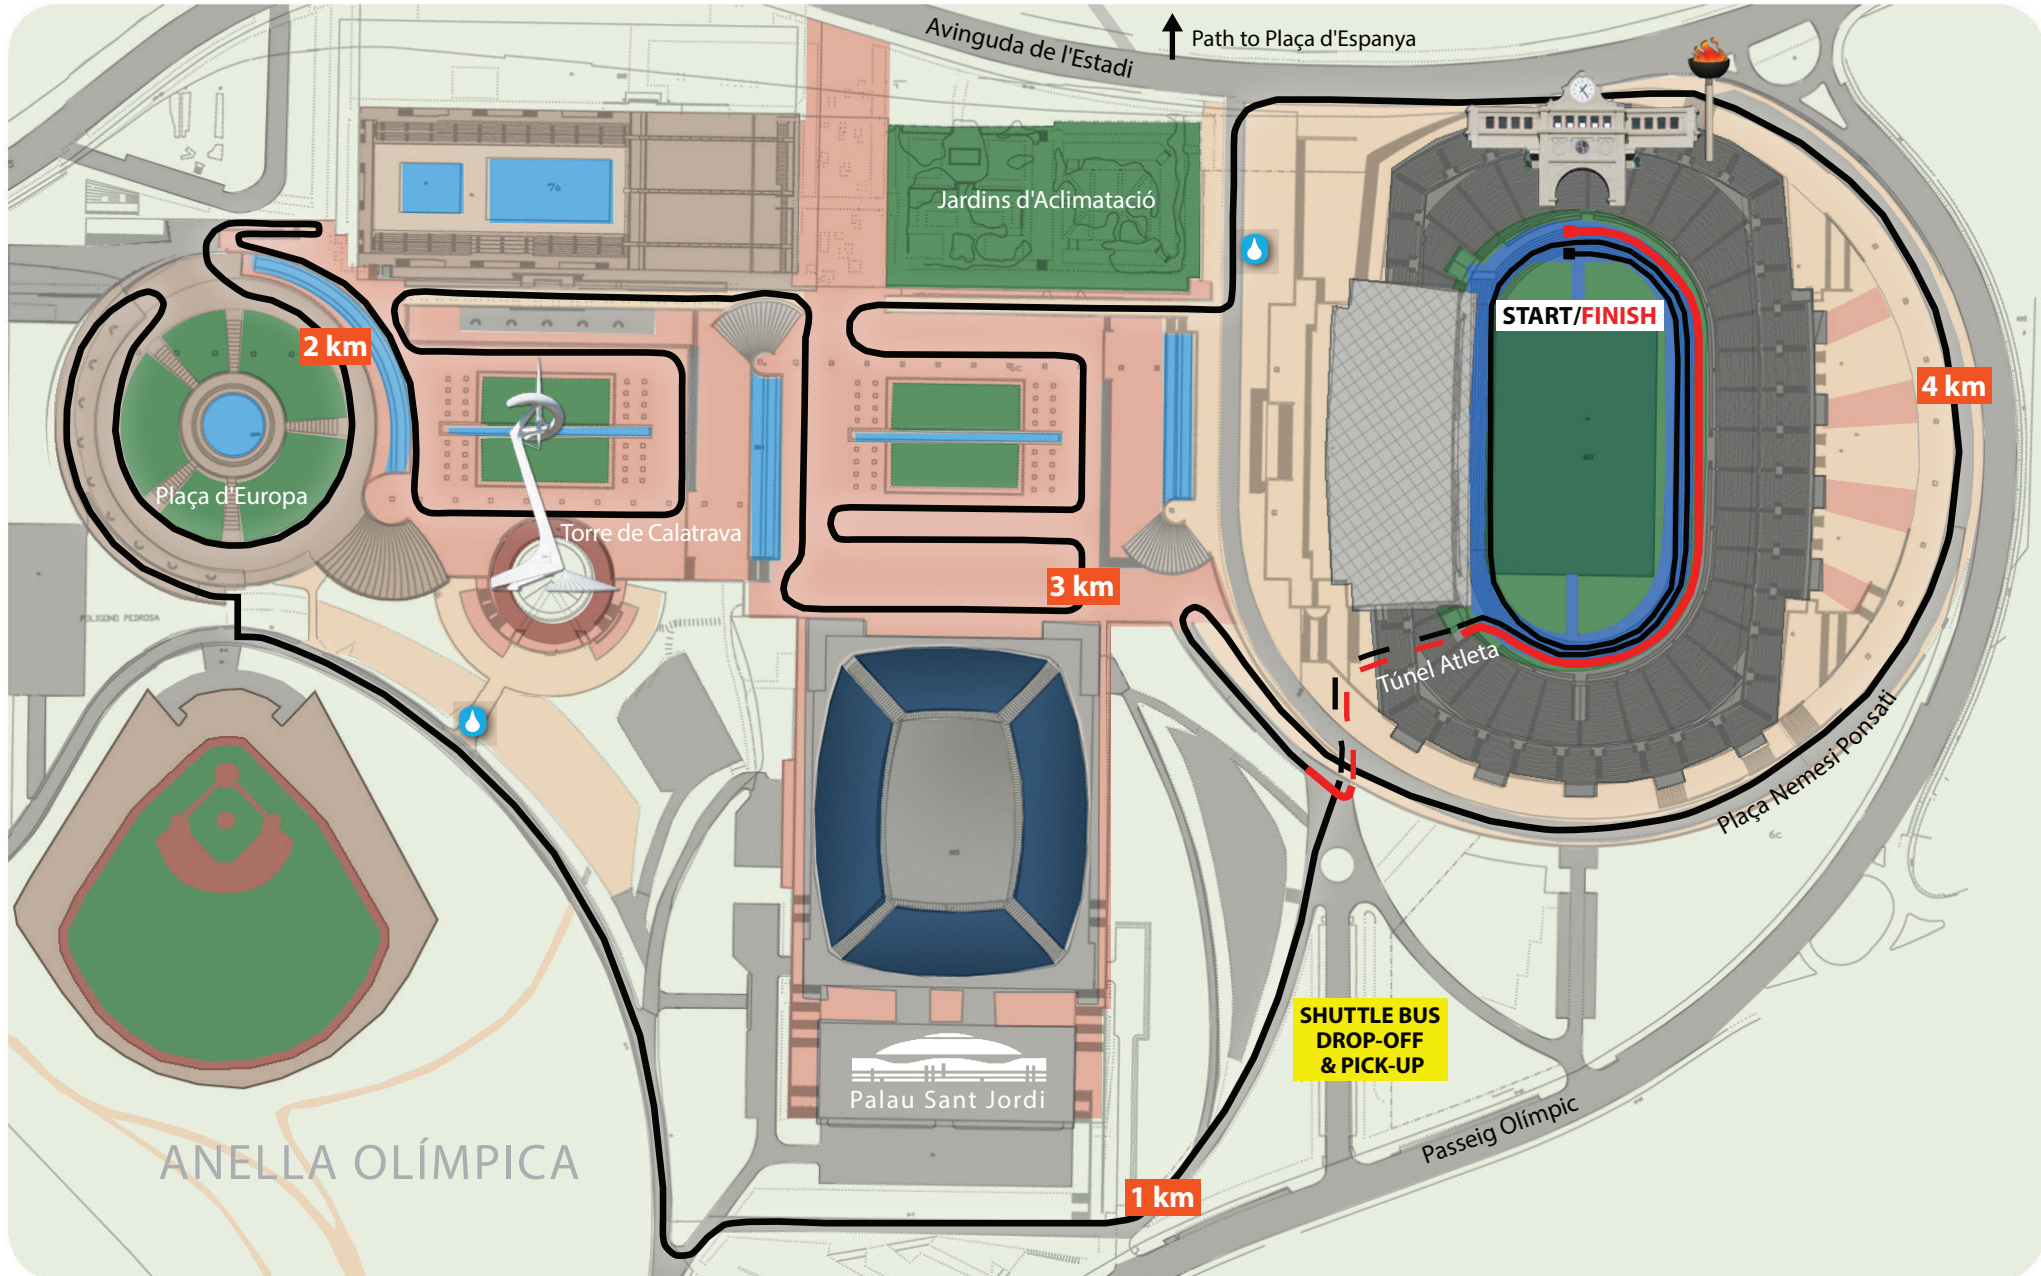 Avinguda de l'Estadi
Path to Plaça d'Espanya
Jardins d'Aclimatació
START/FINISH
2 km
4 km
Plaça d'Europa
Torre de Calatrava
3 km
POLIGONO PEDROSA
Túnel Atleta
Plaça Nemesi Ponsati
SHUTTLE BUS
DROP-OFF
& PICK-UP
Palau Sant Jordi
Passeig Olímpic
ANELLA OLÍMPICA
1 km